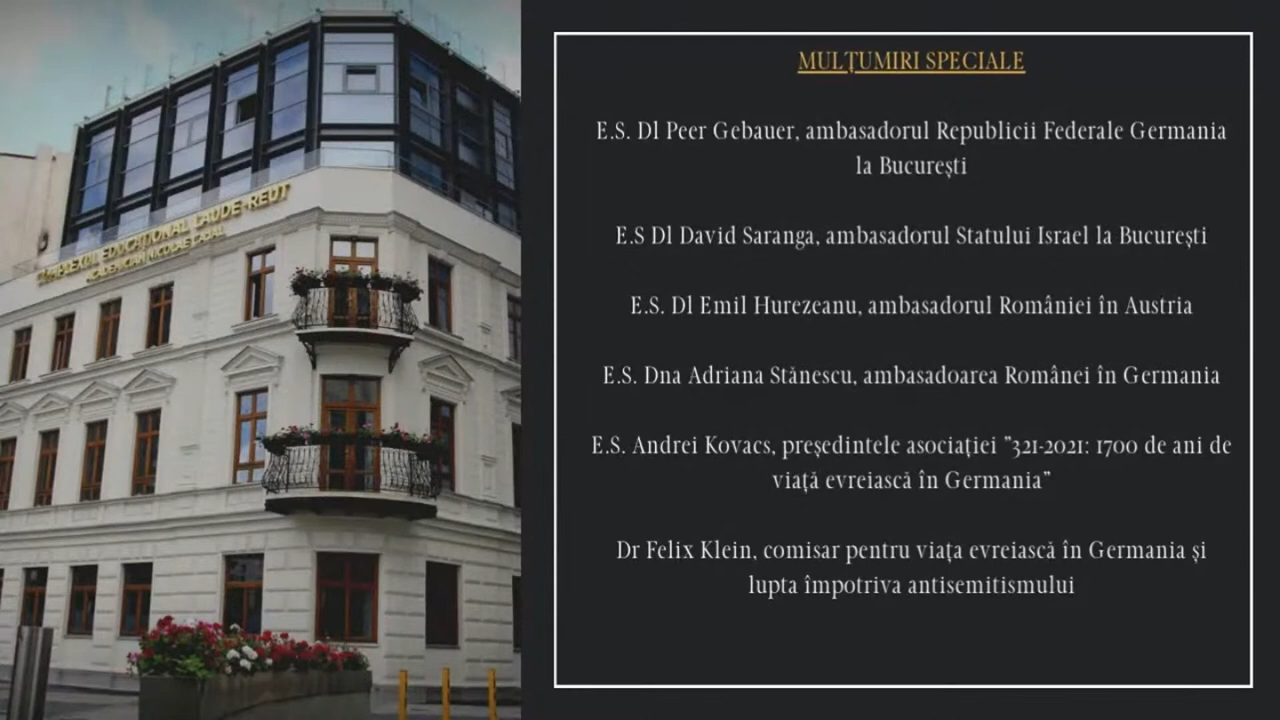 COMPLEXUL EDUCAȚIONAL LAUDE-REUT
ACADEMICIAN NICOLAE CAJAL
MULȚUMIRI SPECIALE
E.S. Dl Peer Gebauer, ambasadorul Republicii Federale Germania
la București
E.S Dl David Saranga, ambasadorul Statului Israel la București
E.S. Dl Emil Hurezeanu, ambasadorul României în Austria
E.S. Dna Adriana Stănescu, ambasadoarea Românei în Germania
E.S. Andrei Kovacs, președintele asociației "321-2021: 1700 de ani de
viață evreiască în Germania"
Dr Felix Klein, comisar pentru viața evreiască în Germania și
lupta împotriva antisemitismului